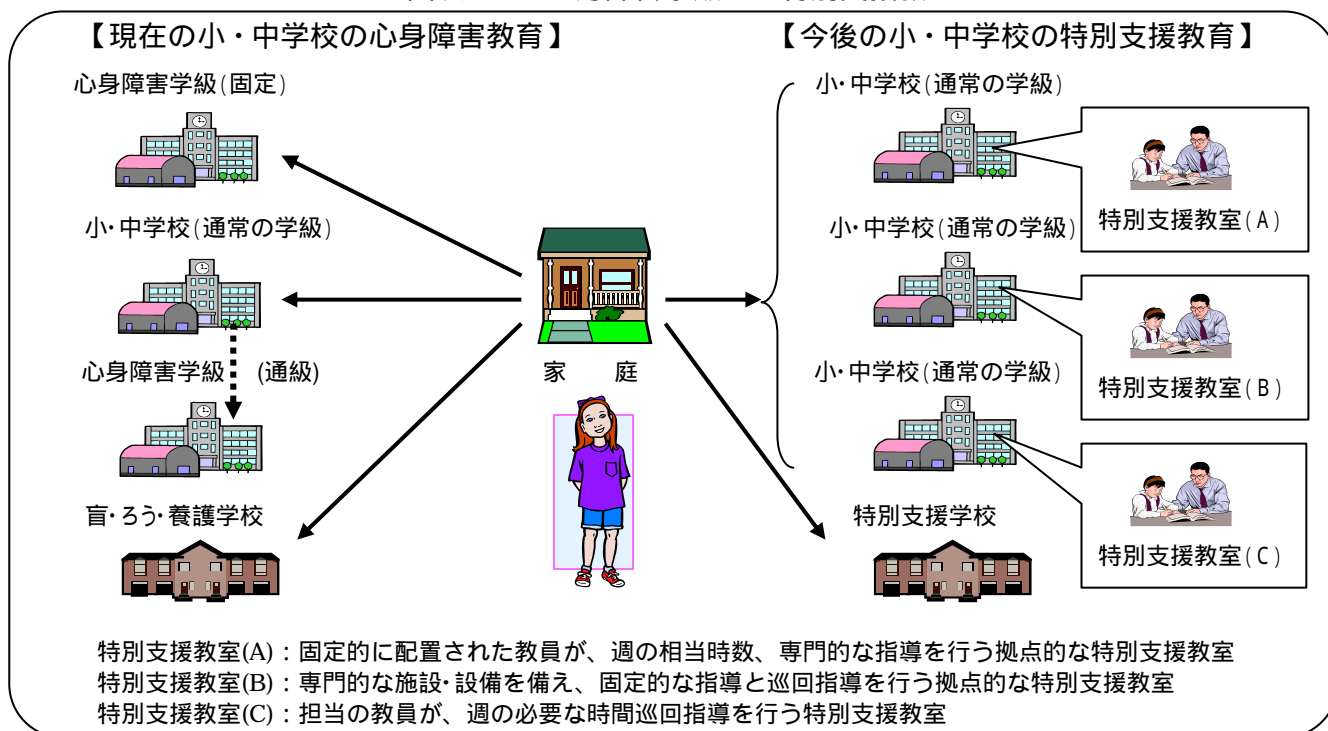 【現在の小・中学校の心身障害教育】
心身障害学級(固定)
小・中学校(通常の学級)
心身障害学級 (通級)
盲・ろう・養護学校
家 庭
【今後の小・中学校の特別支援教育】
小・中学校(通常の学級)
特別支援教室(A)
小・中学校(通常の学級)
特別支援教室(B)
小・中学校(通常の学級)
特別支援教室(C)
特別支援学校
特別支援教室(A)：固定的に配置された教員が、週の相当時数、専門的な指導を行う拠点的な特別支援教室
特別支援教室(B)：専門的な施設・設備を備え、固定的な指導と巡回指導を行う拠点的な特別支援教室
特別支援教室(C)：担当の教員が、週の必要な時間巡回指導を行う特別支援教室